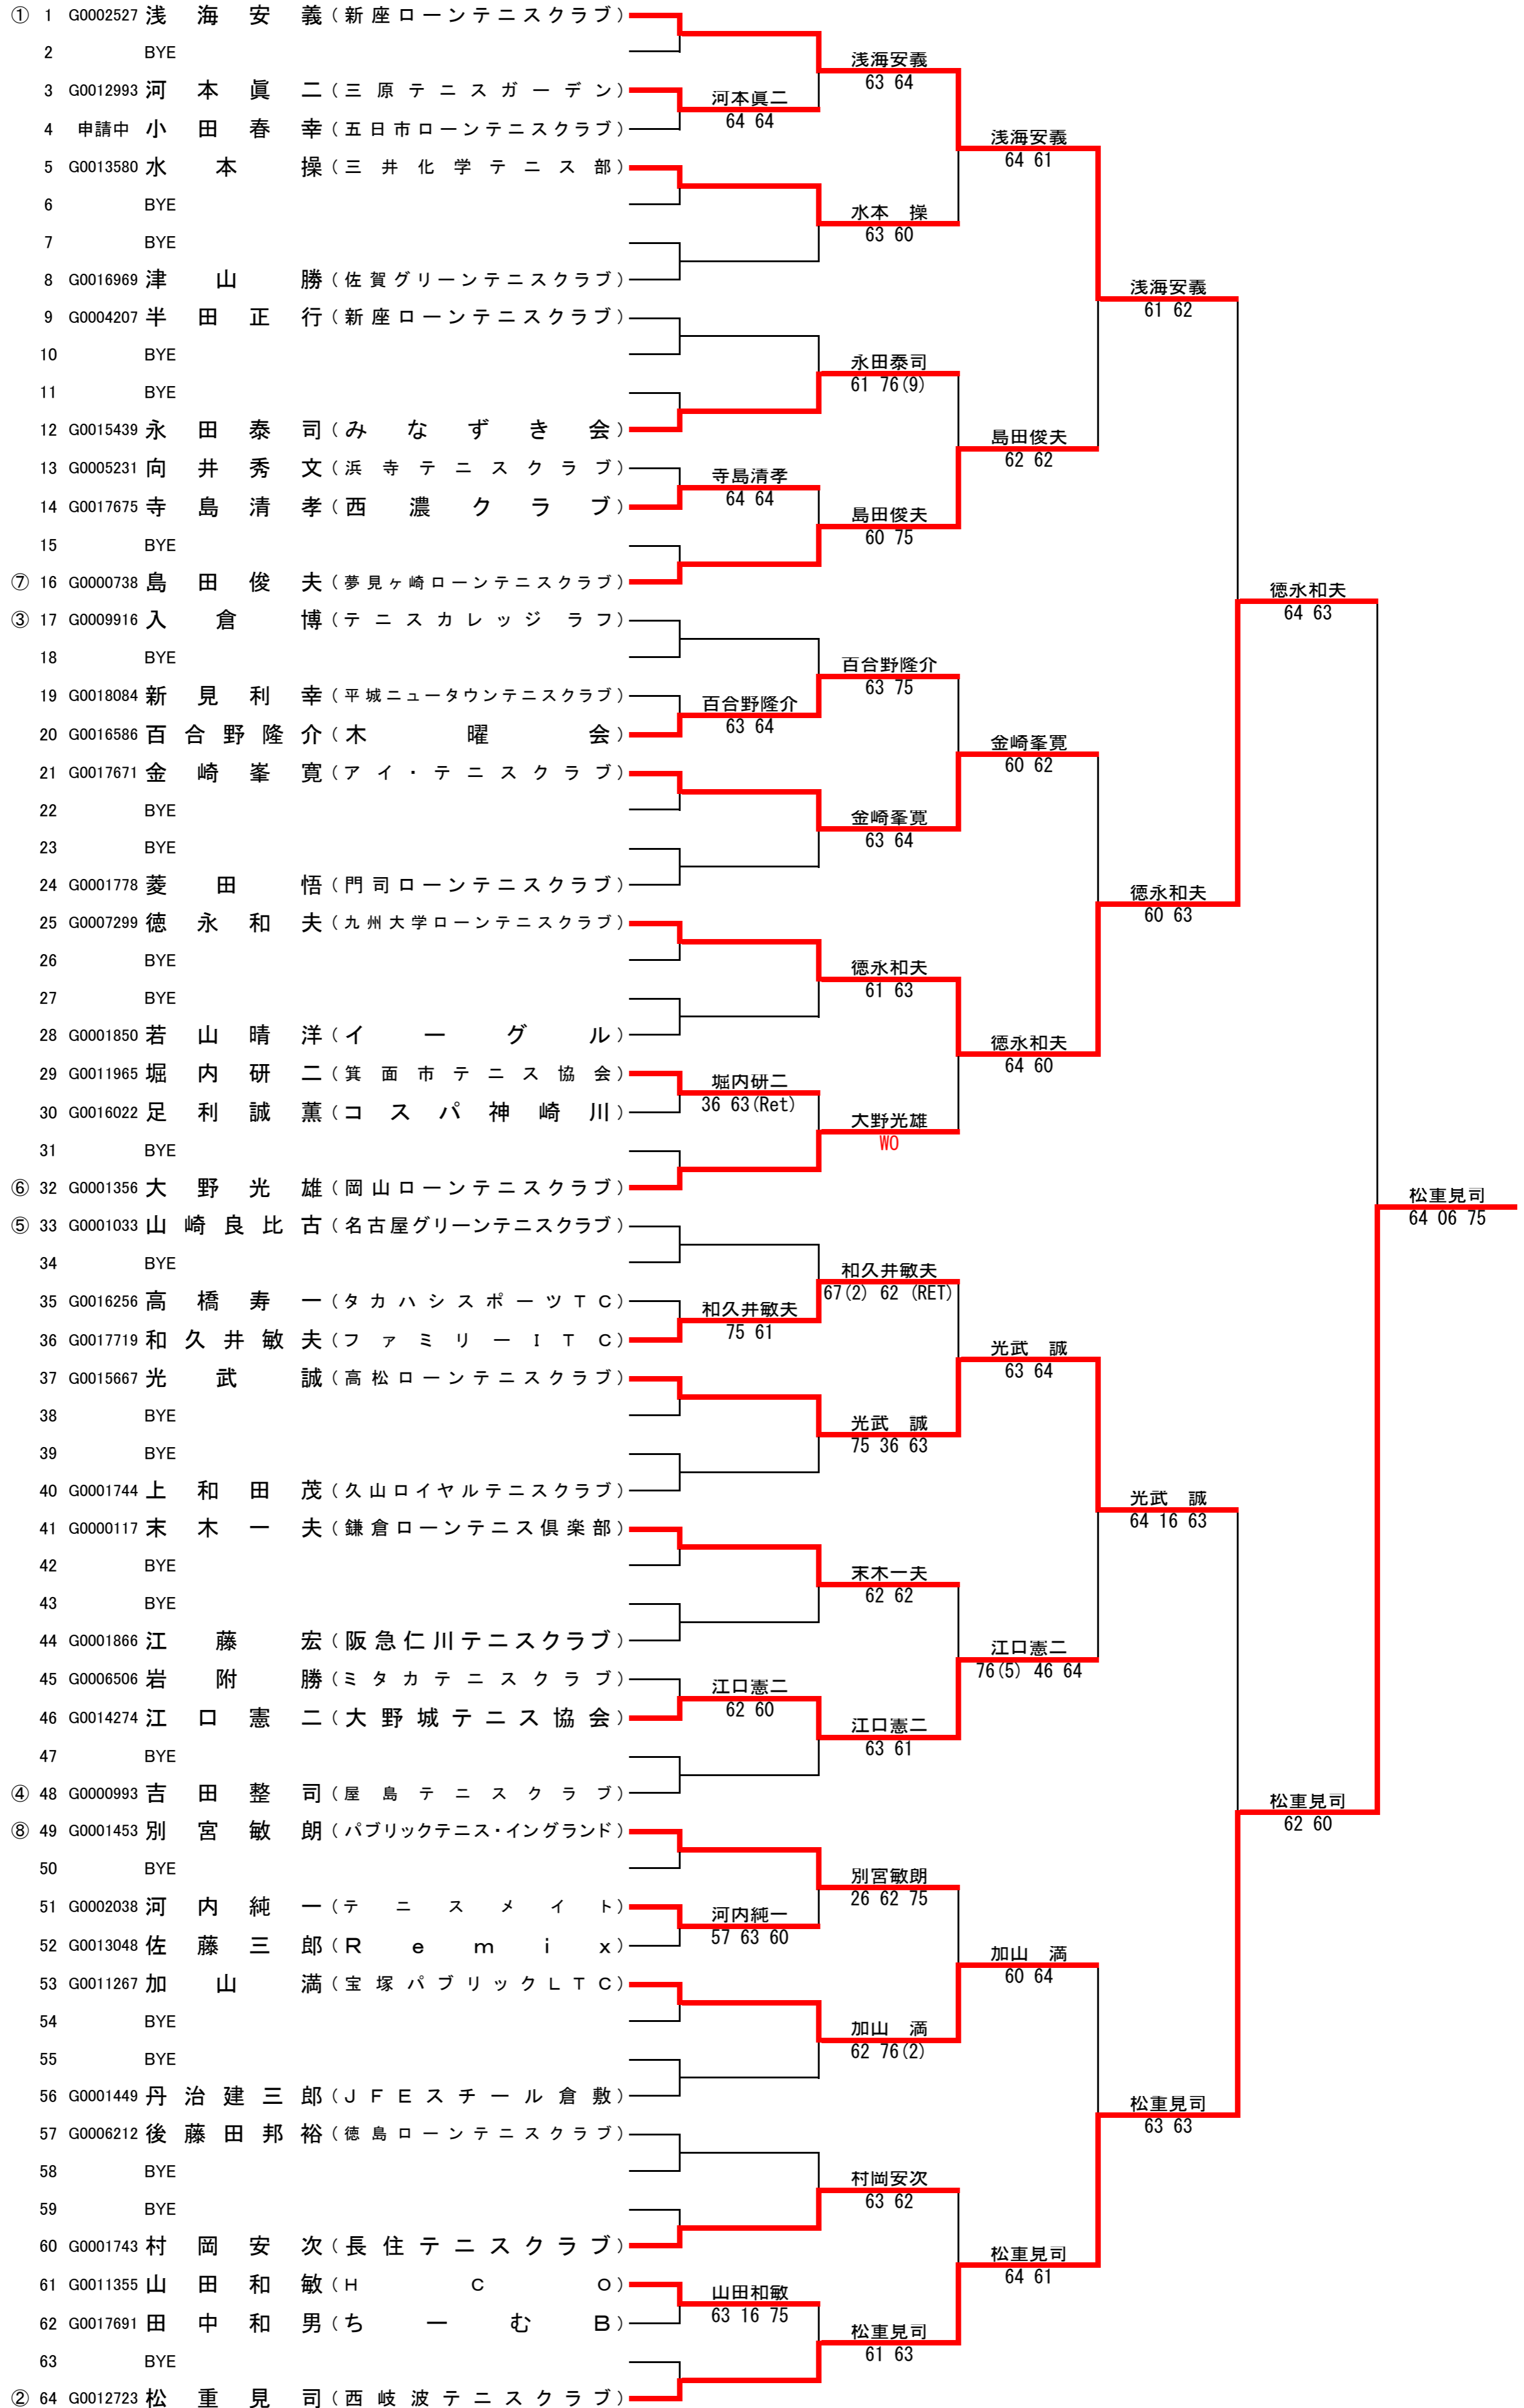 ① 1 G0002527 浅海安義(新座ローンテニスクラブ)
2 BYE
浅海安義
63 64
3 G0012993 河本眞二(三原テニスガーデン)
河本眞二
64 64
4 申請中 小田春幸(五日市ローンテニスクラブ)
浅海安義
64 61
5 G0013580 水本操(三井化学テニス部)
6 BYE
水本 操
63 60
7 BYE
8 G0016969 津山勝(佐賀グリーンテニスクラブ)
浅海安義
61 62
9 G0004207 半田正行(新座ローンテニスクラブ)
10 BYE
永田泰司
61 76(9)
11 BYE
12 G0015439 永田泰司(みなずき会)
島田俊夫
62 62
13 G0005231 向井秀文(浜寺テニスクラブ)
寺島清孝
64 64
14 G0017675 寺島清孝(西濃クラブ)
島田俊夫
60 75
15 BYE
⑦ 16 G0000738 島田俊夫(夢見ヶ崎ローンテニスクラブ)
徳永和夫
64 63
③ 17 G0009916 入倉博(テニスカレッジラフ)
18 BYE
百合野隆介
63 75
19 G0018084 新見利幸(平城ニュータウンテニスクラブ)
百合野隆介
63 64
20 G0016586 百合野隆介(木曜会)
金崎峯寛
60 62
21 G0017671 金崎峯寛(アイ・テニスクラブ)
22 BYE
金崎峯寛
63 64
23 BYE
24 G0001778 菱田悟(門司ローンテニスクラブ)
徳永和夫
60 63
25 G0007299 徳永和夫(九州大学ローンテニスクラブ)
26 BYE
徳永和夫
61 63
27 BYE
28 G0001850 若山晴洋(イーグル)
徳永和夫
64 60
29 G0011965 堀内研二(箕面市テニス協会)
堀内研二
36 63(Ret)
30 G0016022 足利誠薫(コスパ神崎川)
大野光雄
WO
31 BYE
⑥ 32 G0001356 大野光雄(岡山ローンテニスクラブ)
松重見司
64 06 75
⑤ 33 G0001033 山崎良比古(名古屋グリーンテニスクラブ)
34 BYE
和久井敏夫
67(2) 62 (RET)
35 G0016256 高橋寿一(タカハシスポーツTC)
和久井敏夫
75 61
36 G0017719 和久井敏夫(ファミリーITC)
光武 誠
63 64
37 G0015667 光武誠(高松ローンテニスクラブ)
38 BYE
光武 誠
75 36 63
39 BYE
40 G0001744 上和田茂(久山ロイヤルテニスクラブ)
光武 誠
64 16 63
41 G0000117 末木一夫(鎌倉ローンテニス倶楽部)
42 BYE
末木一夫
62 62
43 BYE
44 G0001866 江藤宏(阪急仁川テニスクラブ)
江口憲二
76(5) 46 64
45 G0006506 岩附勝(ミタカテニスクラブ)
江口憲二
62 60
46 G0014274 江口憲二(大野城テニス協会)
江口憲二
63 61
47 BYE
④ 48 G0000993 吉田整司(屋島テニスクラブ)
松重見司
62 60
⑧ 49 G0001453 別宮敏朗(パブリックテニス・イングランド)
50 BYE
別宮敏朗
26 62 75
51 G0002038 河内純一(テニスメイト)
河内純一
57 63 60
52 G0013048 佐藤三郎(Remix)
加山 満
60 64
53 G0011267 加山満(宝塚パブリックLTC)
54 BYE
加山 満
62 76(2)
55 BYE
56 G0001449 丹治建三郎(JFEスチール倉敷)
松重見司
63 63
57 G0006212 後藤田邦裕(徳島ローンテニスクラブ)
58 BYE
村岡安次
63 62
59 BYE
60 G0001743 村岡安次(長住テニスクラブ)
松重見司
64 61
61 G0011355 山田和敏(HCO)
山田和敏
63 16 75
62 G0017691 田中和男(ちーむB)
松重見司
61 63
63 BYE
② 64 G0012723 松重見司(西岐波テニスクラブ)